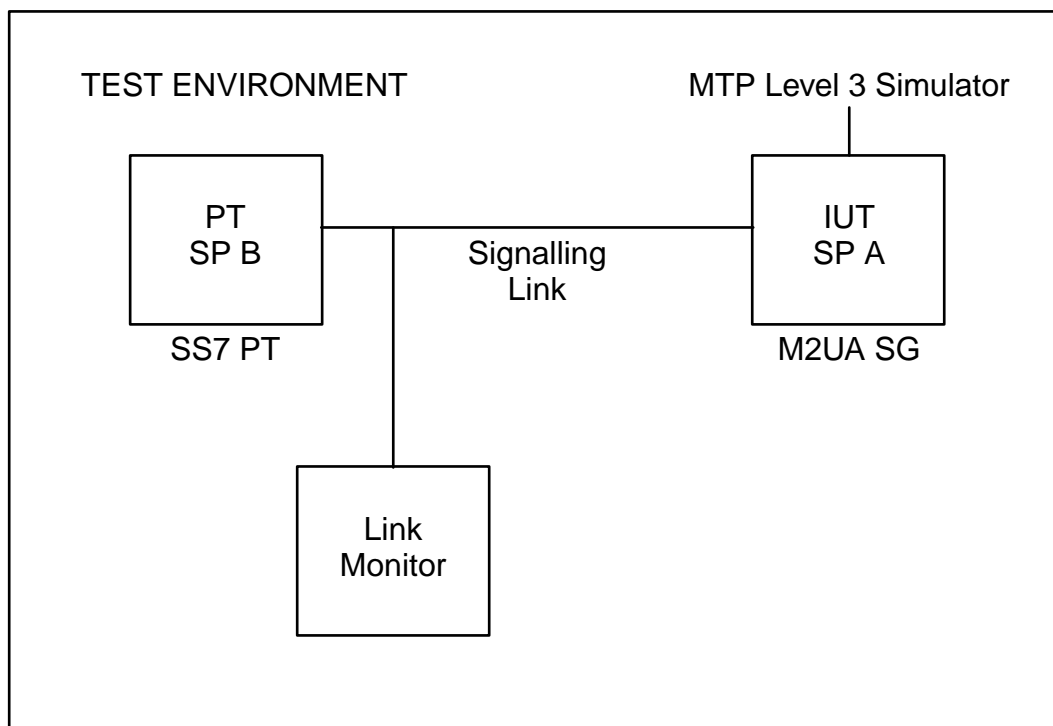 TEST ENVIRONMENT
MTP Level 3 Simulator
PT
SP B
IUT
SP A
Signalling
Link
SS7 PT
M2UA SG
Link
Monitor